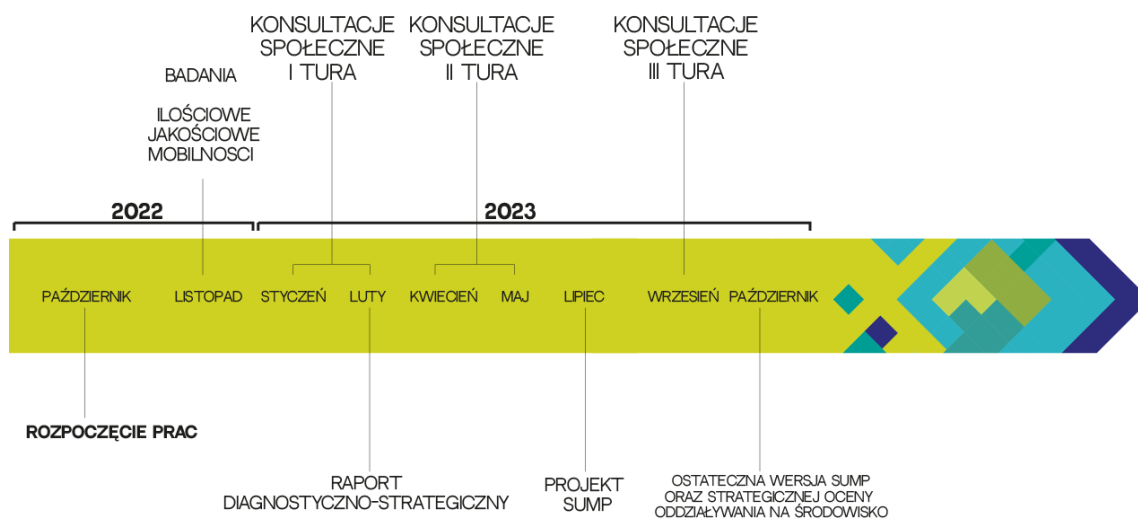 KONSULTACJE
SPOŁECZNE
I TURA
KONSULTACJE
SPOŁECZNE
II TURA
KONSULTACJE
SPOŁECZNE
III TURA
BADANIA
ILOŚCIOWE
JAKOŚCIOWE
MOBILNOSCI
2022
2023
PAŹDZIERNIK
LISTOPAD
STYCZEŃ
LUTY
KWIECIEŃ
MAJ
LIPIEC
WRZESIEŃ
PAŹDZIERNIK
ROZPOCZĘCIE PRAC
RAPORT
DIAGNOSTYCZNO-STRATEGICZNY
PROJEKT
SUMP
OSTATECZNA WERSJA SUMP
ORAZ STRATEGICZNEJ OCENY
ODDZIAŁYWANIA NA ŚRODOWISKO